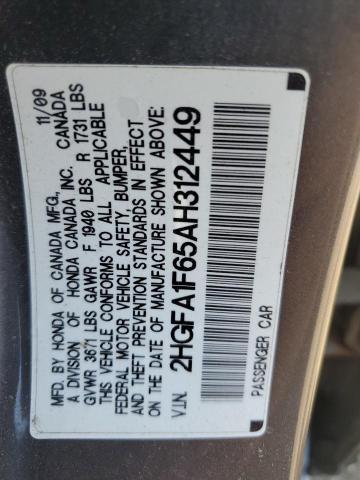 MFD. BY HONDA OF CANADA MFG., 11/09
A DIVISION OF HONDA CANADA INC. CANADA
GVWR 3671 LBS GAWR F 1940 LBS R 1731 LBS
THIS VEHICLE CONFORMS TO ALL APPLICABLE
FEDERAL MOTOR VEHICLE SAFETY, BUMPER,
AND THEFT PREVENTION STANDARDS IN EFFECT
ON THE DATE OF MANUFACTURE SHOWN ABOVE.
V.I.N. 2HGFA1F65AH312449
PASSENGER CAR